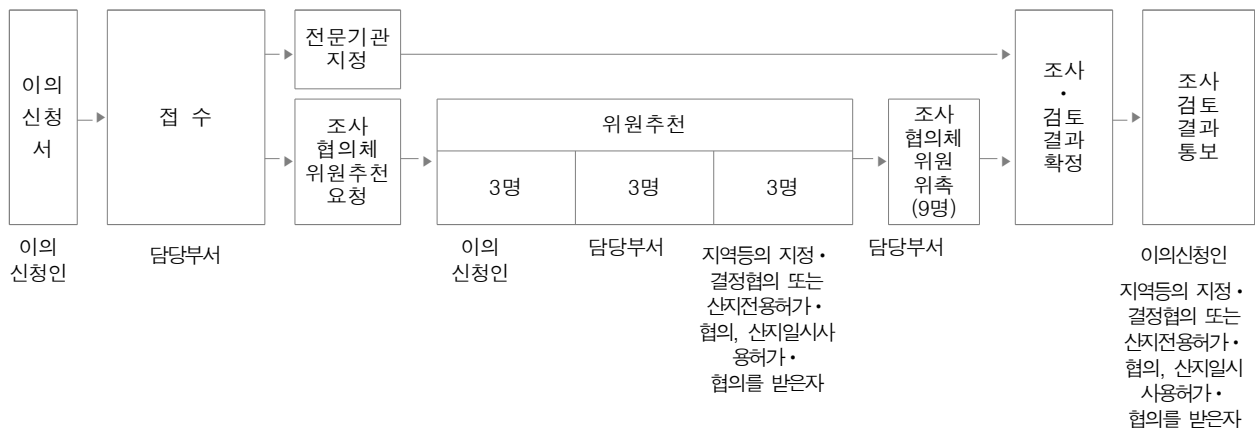 이의
신청
서
접 수
전문기관
지정
조사
협의체
위원추천
요청
위원추천
3명
3명
3명
조사
협의체
위원
위촉
(9명)
조사
•
검토
결과
확정
조사
검토
결과
통보
이의
신청인
담당부서
이의
신청인
담당부서
지역등의 지정•
결정협의 또는
산지전용허가•
협의, 산지일시사
용허가•
협의를 받은자
담당부서
이의신청인
지역등의 지정•
결정협의 또는
산지전용허가•
협의, 산지일시
사용허가•
협의를 받은자